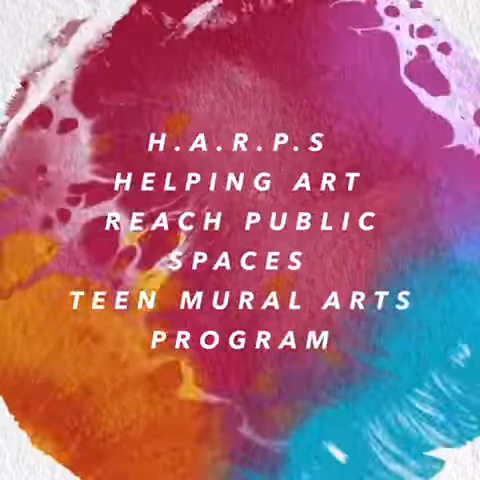 H.A.R.P.S
HELPING ART
REACH PUBLIC
SPACES
TEEN MURAL ARTS
PROGRAM